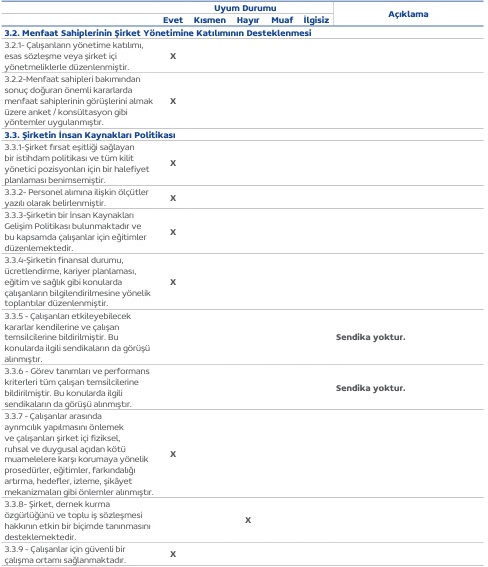 Uyum Durumu
Açıklama
Evet Kısmen Hayır Muaf İlgisiz
3.2. Menfaat Sahiplerinin Şirket Yönetimine Katılımının Desteklenmesi
3.2.1- Çalışanların yönetime katılımı,
esas sözleşme veya şirket içi
yönetmeliklerle düzenlenmiştir.
X
3.2.2-Menfaat sahipleri bakımından
sonuç doğuran önemli kararlarda
menfaat sahiplerinin görüşlerini almak
üzere anket / konsültasyon gibi
yöntemler uygulanmıştır.
X
3.3. Şirketin İnsan Kaynakları Politikası
3.3.1-Şirket fırsat eşitliği sağlayan
bir istihdam politikası ve tüm kilit
yönetici pozisyonları için bir halefiyet
planlaması benimsemiştir.
X
3.3.2- Personel alımına ilişkin ölçütler
yazılı olarak belirlenmiştir.
X
3.3.3-Şirketin bir İnsan Kaynakları
Gelişim Politikası bulunmaktadır ve
bu kapsamda çalışanlar için eğitimler
düzenlemektedir.
X
3.3.4-Şirketin finansal durumu,
ücretlendirme, kariyer planlaması,
eğitim ve sağlık gibi konularda
çalışanların bilgilendirilmesine yönelik
toplantılar düzenlenmiştir.
X
3.3.5 - Çalışanları etkileyebilecek
kararlar kendilerine ve çalışan
temsilcilerine bildirilmiştir. Bu
konularda ilgili sendikaların da görüşü
alınmıştır.
Sendika yoktur.
3.3.6 - Görev tanımları ve performans
kriterleri tüm çalışan temsilcilerine
bildirilmiştir. Bu konularda ilgili
sendikaların da görüşü alınmıştır.
Sendika yoktur.
3.3.7 - Çalışanlar arasında
ayrımcılık yapılmasını önlemek
ve çalışanları şirket içi fiziksel,
ruhsal ve duygusal açıdan kötü
muamelelere karşı korumaya yönelik
prosedürler, eğitimler, farkındalığı
artırma, hedefler, izleme, şikâyet
mekanizmaları gibi önlemler alınmıştır.
X
3.3.8- Şirket, dernek kurma
özgürlüğünü ve toplu iş sözleşmesi
hakkının etkin bir biçimde tanınmasını
desteklemektedir.
X
3.3.9 - Çalışanlar için güvenli bir
çalışma ortamı sağlanmaktadır.
X